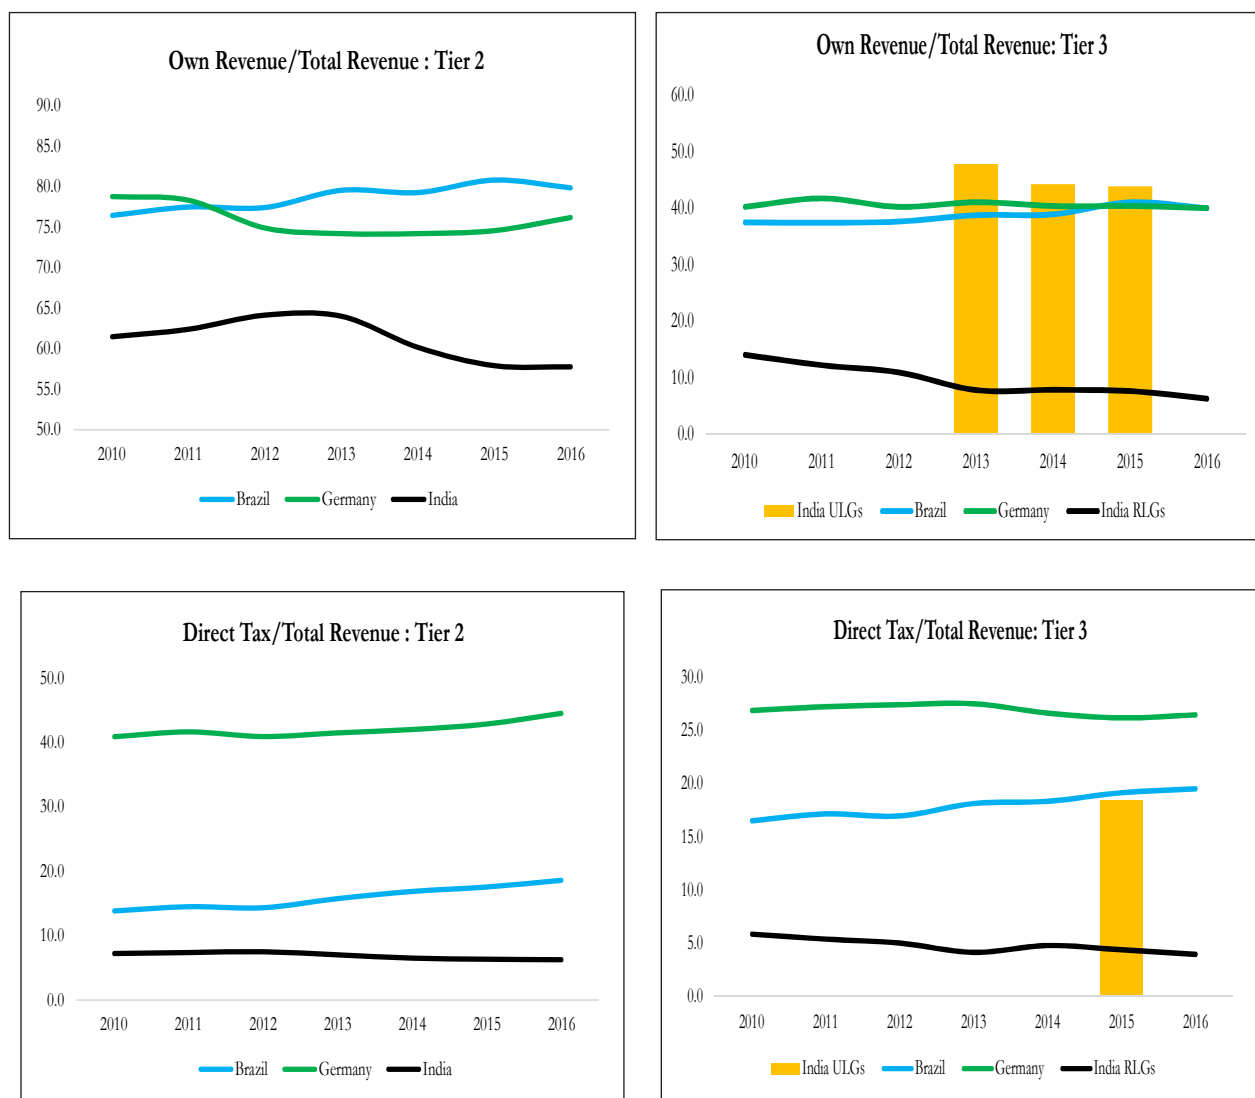 Own Revenue/Total Revenue : Tier 2
90.0
85.0
80.0
75.0
70.0
65.0
60.0
55.0
50.0
2010 2011 2012 2013 2014 2015 2016
Brazil Germany India
Own Revenue/Total Revenue: Tier 3
60.0
50.0
40.0
30.0
20.0
10.0
0.0
2010 2011 2012 2013 2014 2015 2016
India ULGs Brazil Germany India RLGs
Direct Tax/Total Revenue : Tier 2
50.0
40.0
30.0
20.0
10.0
0.0
2010 2011 2012 2013 2014 2015 2016
Brazil Germany India
Direct Tax/Total Revenue: Tier 3
30.0
25.0
20.0
15.0
10.0
5.0
0.0
2010 2011 2012 2013 2014 2015 2016
India ULGs Brazil Germany India RLGs